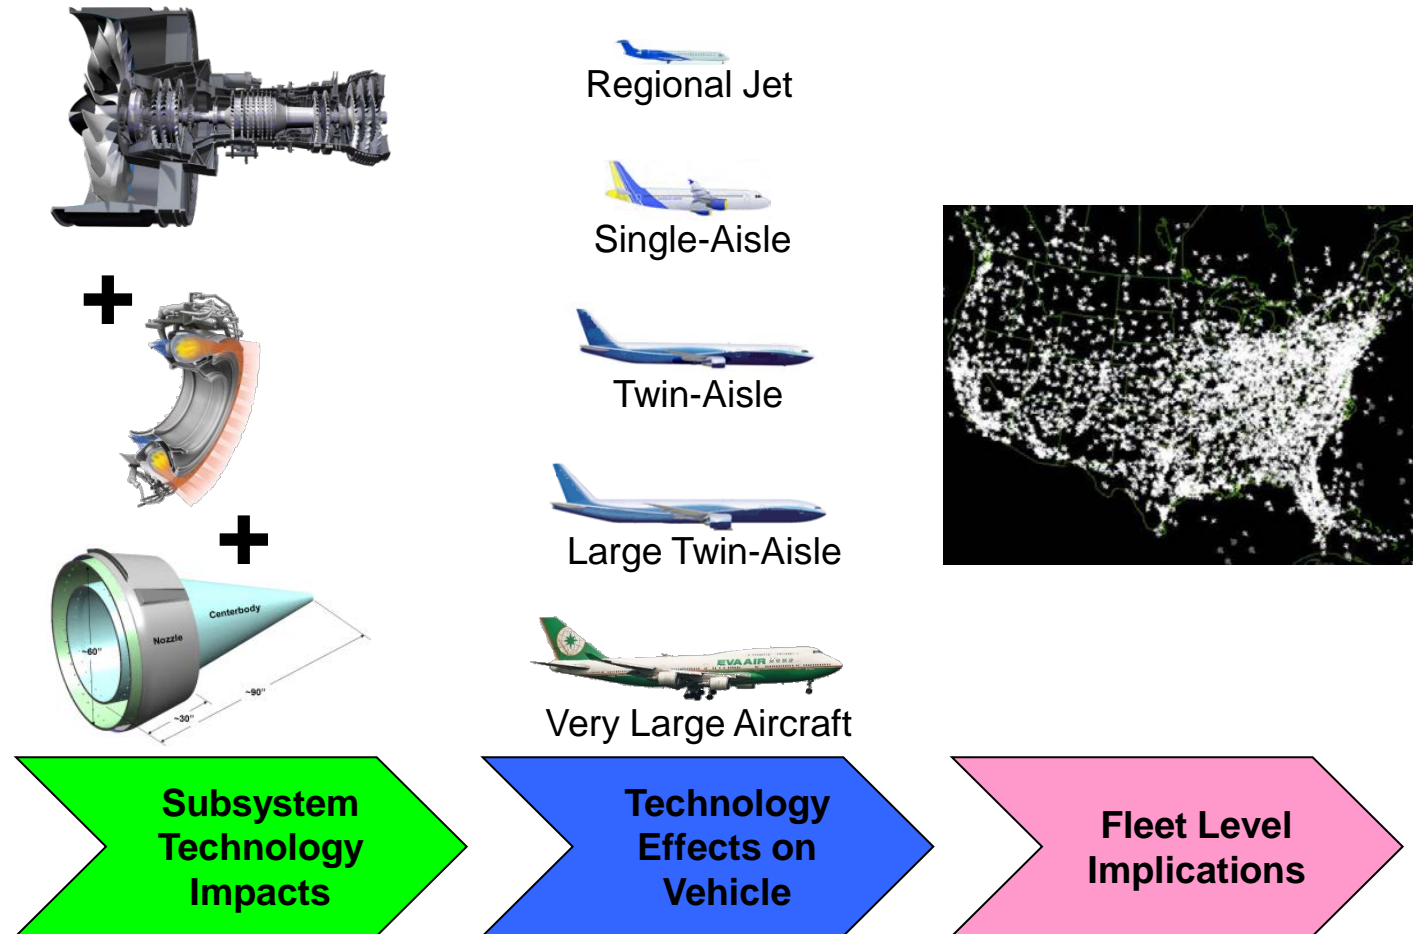 Regional Jet
Single-Aisle
Twin-Aisle
Large Twin-Aisle
EVA AIR
Very Large Aircraft
Centerbody
Nozzle
~60"
~90"
~30"
Subsystem
Technology
Impacts
Technology
Effects on
Vehicle
Fleet Level
Implications